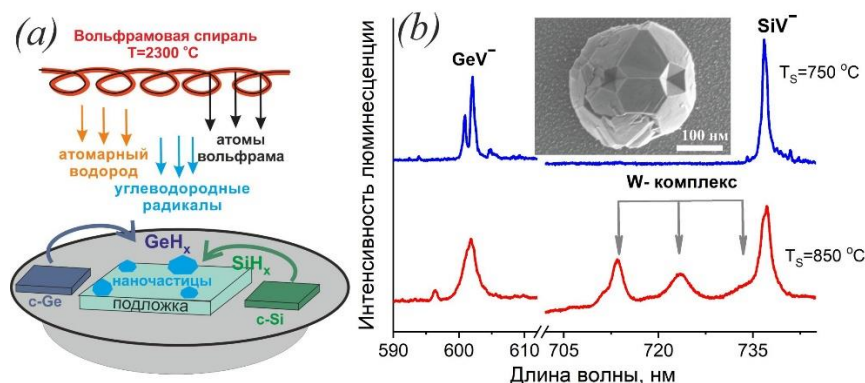 (a)
Вольфрамовая спираль
T=2300 °C
атомы
вольфрама
атомарный
водород
углеводородные
радикалы
GeHx
SiHx
наночастицы
c-Ge
подложка
c-Si
(b)
Интенсивность люминесценции
GeV⁻
SiV⁻
TS=750 °C
100 нм
W- комплекс
TS=850 °C
590 600 610 705 720 735
Длина волны, нм